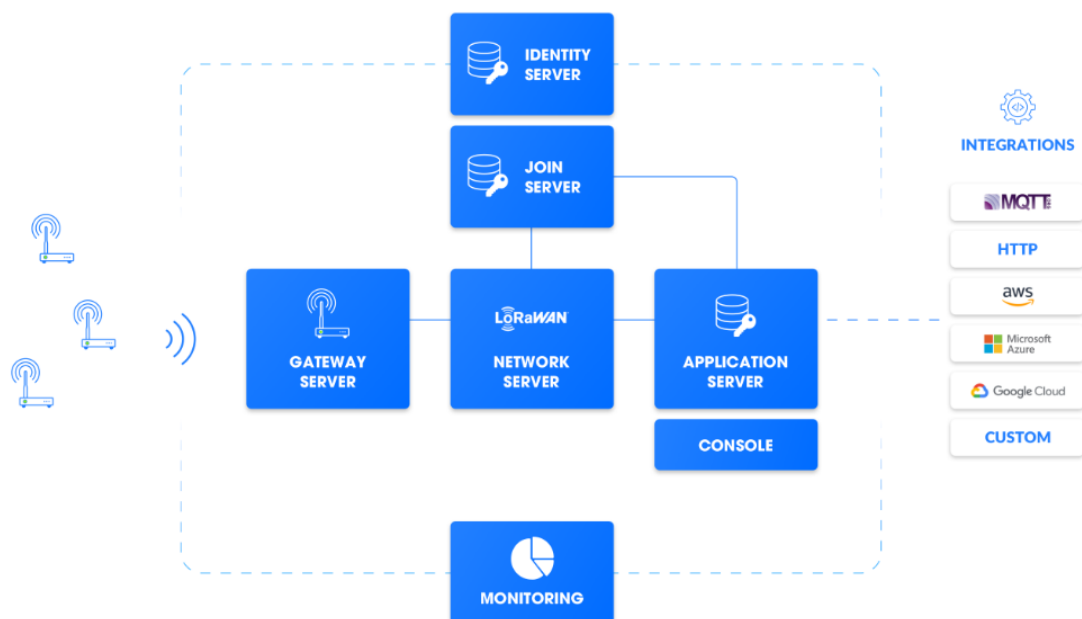 IDENTITY
SERVER
JOIN
SERVER
GATEWAY
SERVER
LoRaWAN
NETWORK
SERVER
APPLICATION
SERVER
CONSOLE
MONITORING
INTEGRATIONS
MQTT
HTTP
aws
Microsoft
Azure
Google Cloud
CUSTOM